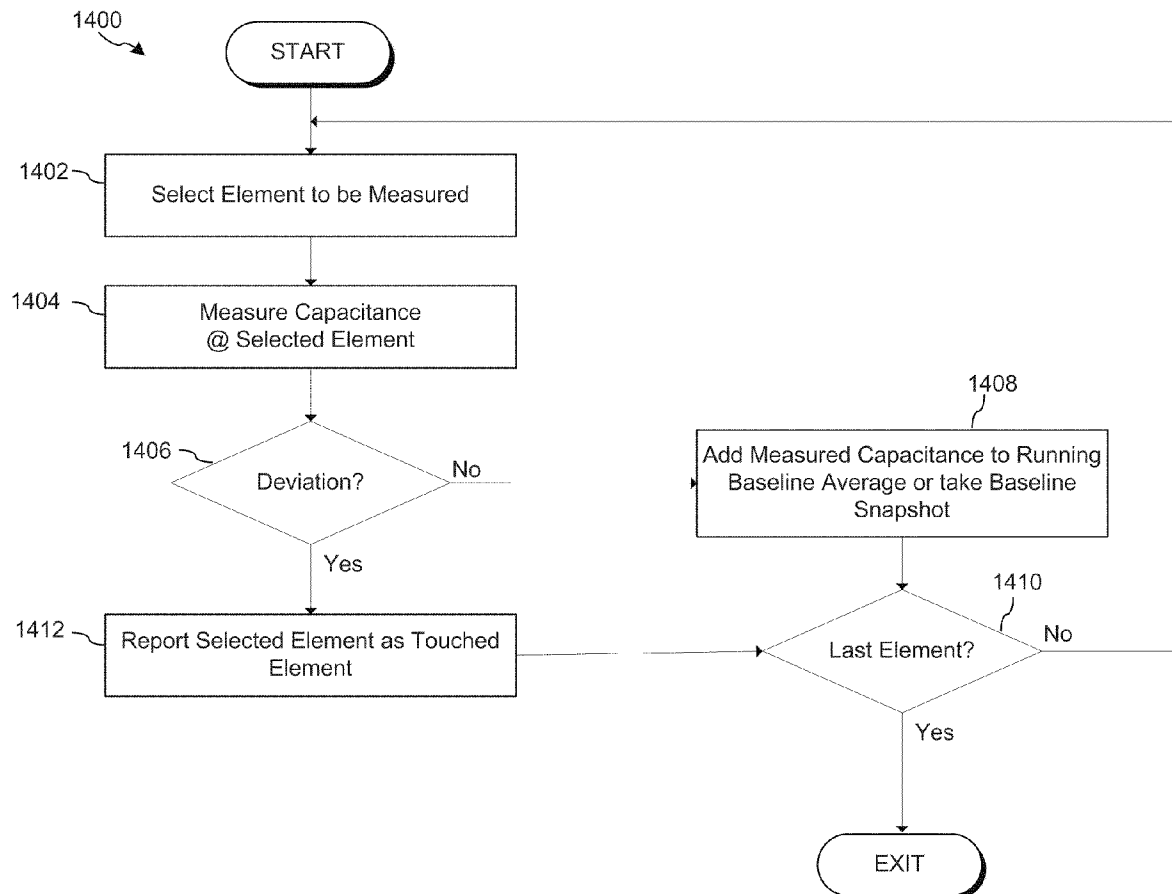 1400
START
1402
Select Element to be Measured
1404
Measure Capacitance
@ Selected Element
1406
Deviation?
No
Yes
1408
Add Measured Capacitance to Running
Baseline Average or take Baseline
Snapshot
1410
Last Element?
No
Yes
1412
Report Selected Element as Touched
Element
EXIT